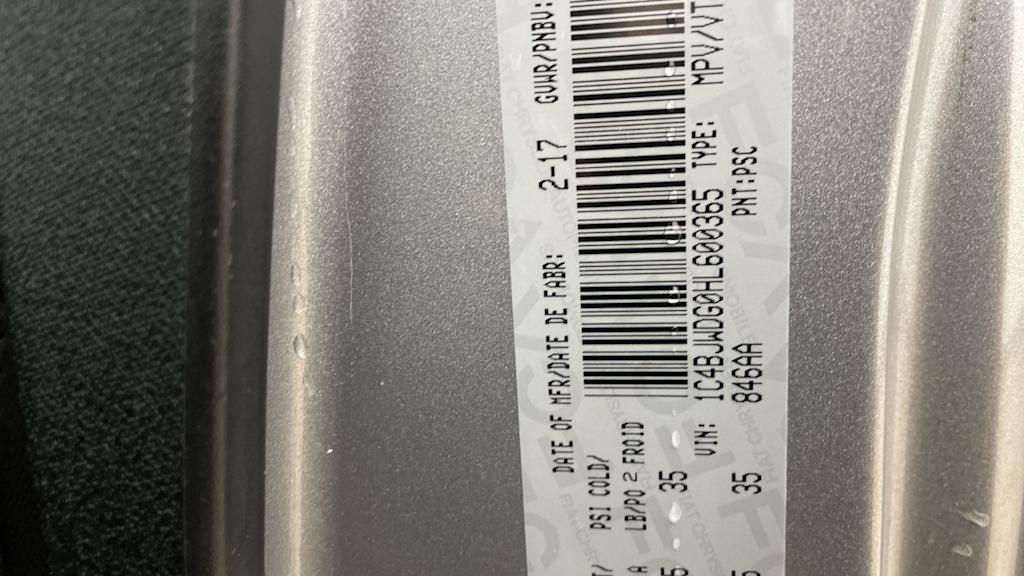 DATE OF MFR/DATE DE FABR: 2-17 GVWR/PNBV:
VIN: 1C4BJWDG0HL600365 TYPE: MPV/VT
846AA PNT:PSC
PSI COLD/
LB/PO2 FROID
35
35